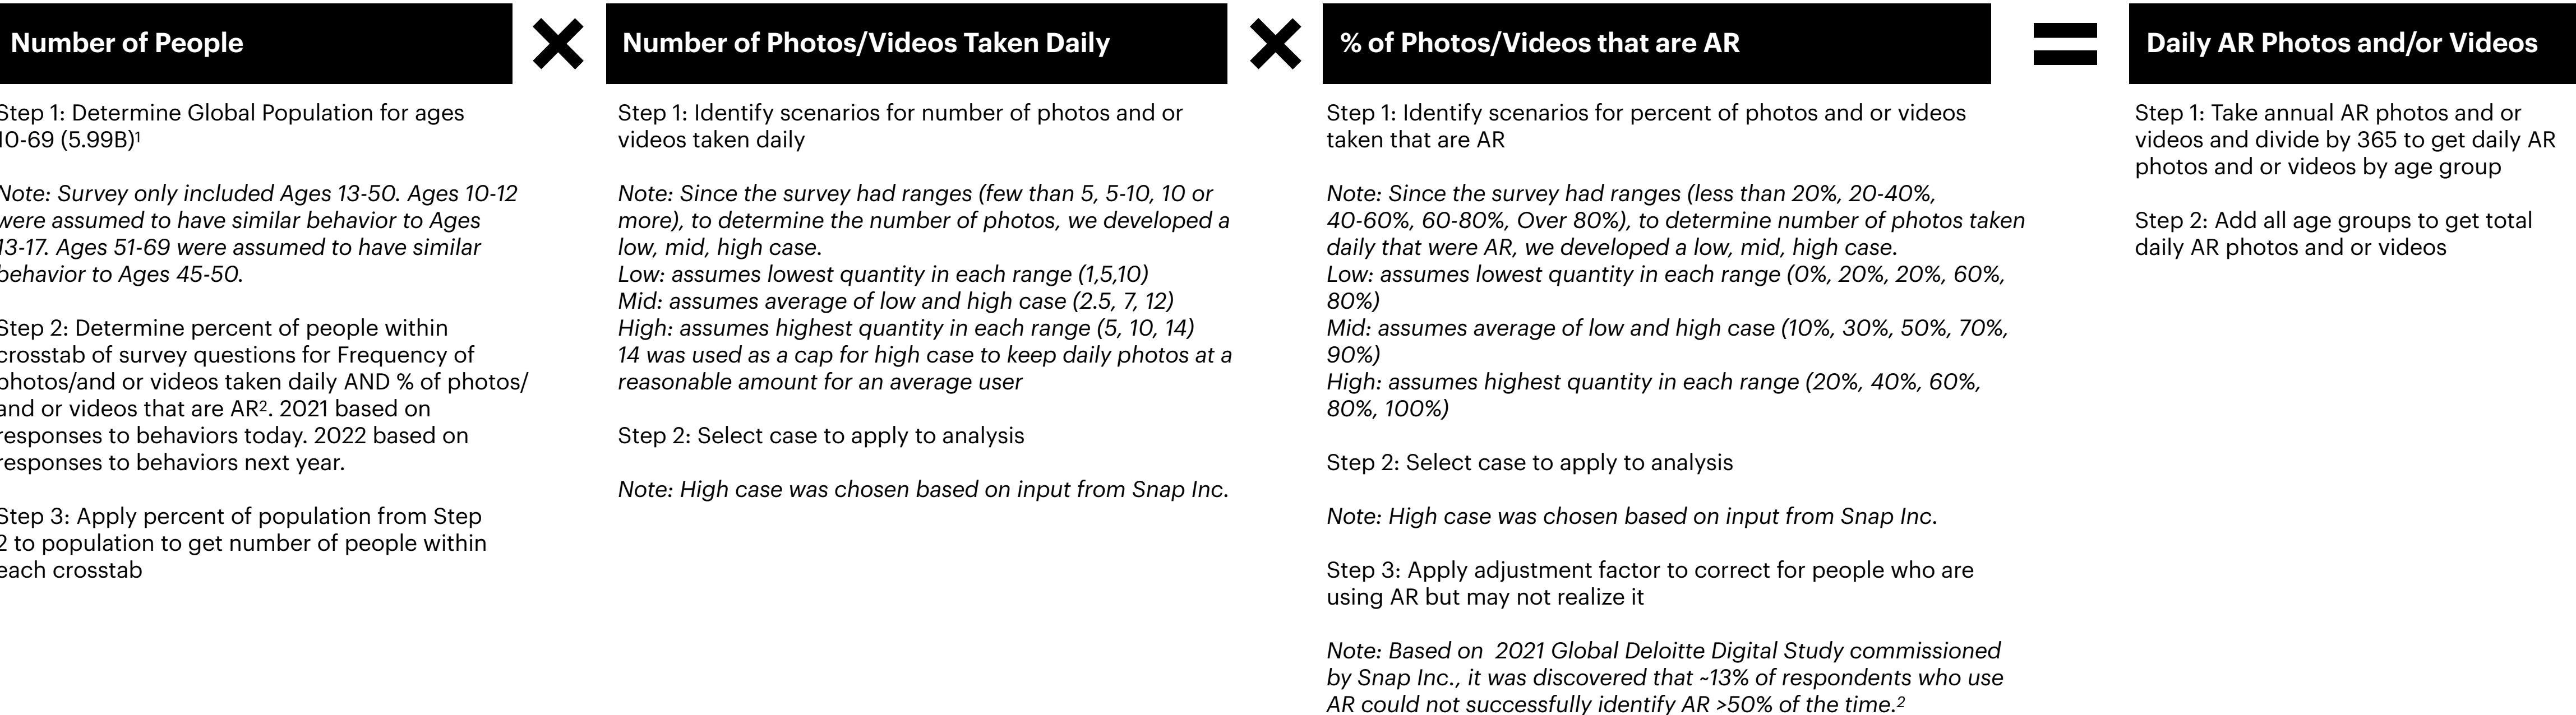 Number of People
×
Number of Photos/Videos Taken Daily
×
% of Photos/Videos that are AR
=
Daily AR Photos and/or Videos
Step 1: Determine Global Population for ages
10-69 (5.99B)¹
Note: Survey only included Ages 13-50. Ages 10-12
were assumed to have similar behavior to Ages
13-17. Ages 51-69 were assumed to have similar
behavior to Ages 45-50.
Step 2: Determine percent of people within
crosstab of survey questions for Frequency of
photos/and or videos taken daily AND % of photos/
and or videos that are AR². 2021 based on
responses to behaviors today. 2022 based on
responses to behaviors next year.
Step 3: Apply percent of population from Step
2 to population to get number of people within
each crosstab
Step 1: Identify scenarios for number of photos and or
videos taken daily
Note: Since the survey had ranges (few than 5, 5-10, 10 or
more), to determine the number of photos, we developed a
low, mid, high case.
Low: assumes lowest quantity in each range (1,5,10)
Mid: assumes average of low and high case (2.5, 7, 12)
High: assumes highest quantity in each range (5, 10, 14)
14 was used as a cap for high case to keep daily photos at a
reasonable amount for an average user
Step 2: Select case to apply to analysis
Note: High case was chosen based on input from Snap Inc.
Step 1: Identify scenarios for percent of photos and or videos
taken that are AR
Note: Since the survey had ranges (less than 20%, 20-40%,
40-60%, 60-80%, Over 80%), to determine number of photos taken
daily that were AR, we developed a low, mid, high case.
Low: assumes lowest quantity in each range (0%, 20%, 20%, 60%,
80%)
Mid: assumes average of low and high case (10%, 30%, 50%, 70%,
90%)
High: assumes highest quantity in each range (20%, 40%, 60%,
80%, 100%)
Step 2: Select case to apply to analysis
Note: High case was chosen based on input from Snap Inc.
Step 3: Apply adjustment factor to correct for people who are
using AR but may not realize it
Note: Based on 2021 Global Deloitte Digital Study commissioned
by Snap Inc., it was discovered that ~13% of respondents who use
AR could not successfully identify AR >50% of the time.²
Step 1: Take annual AR photos and or
videos and divide by 365 to get daily AR
photos and or videos by age group
Step 2: Add all age groups to get total
daily AR photos and or videos